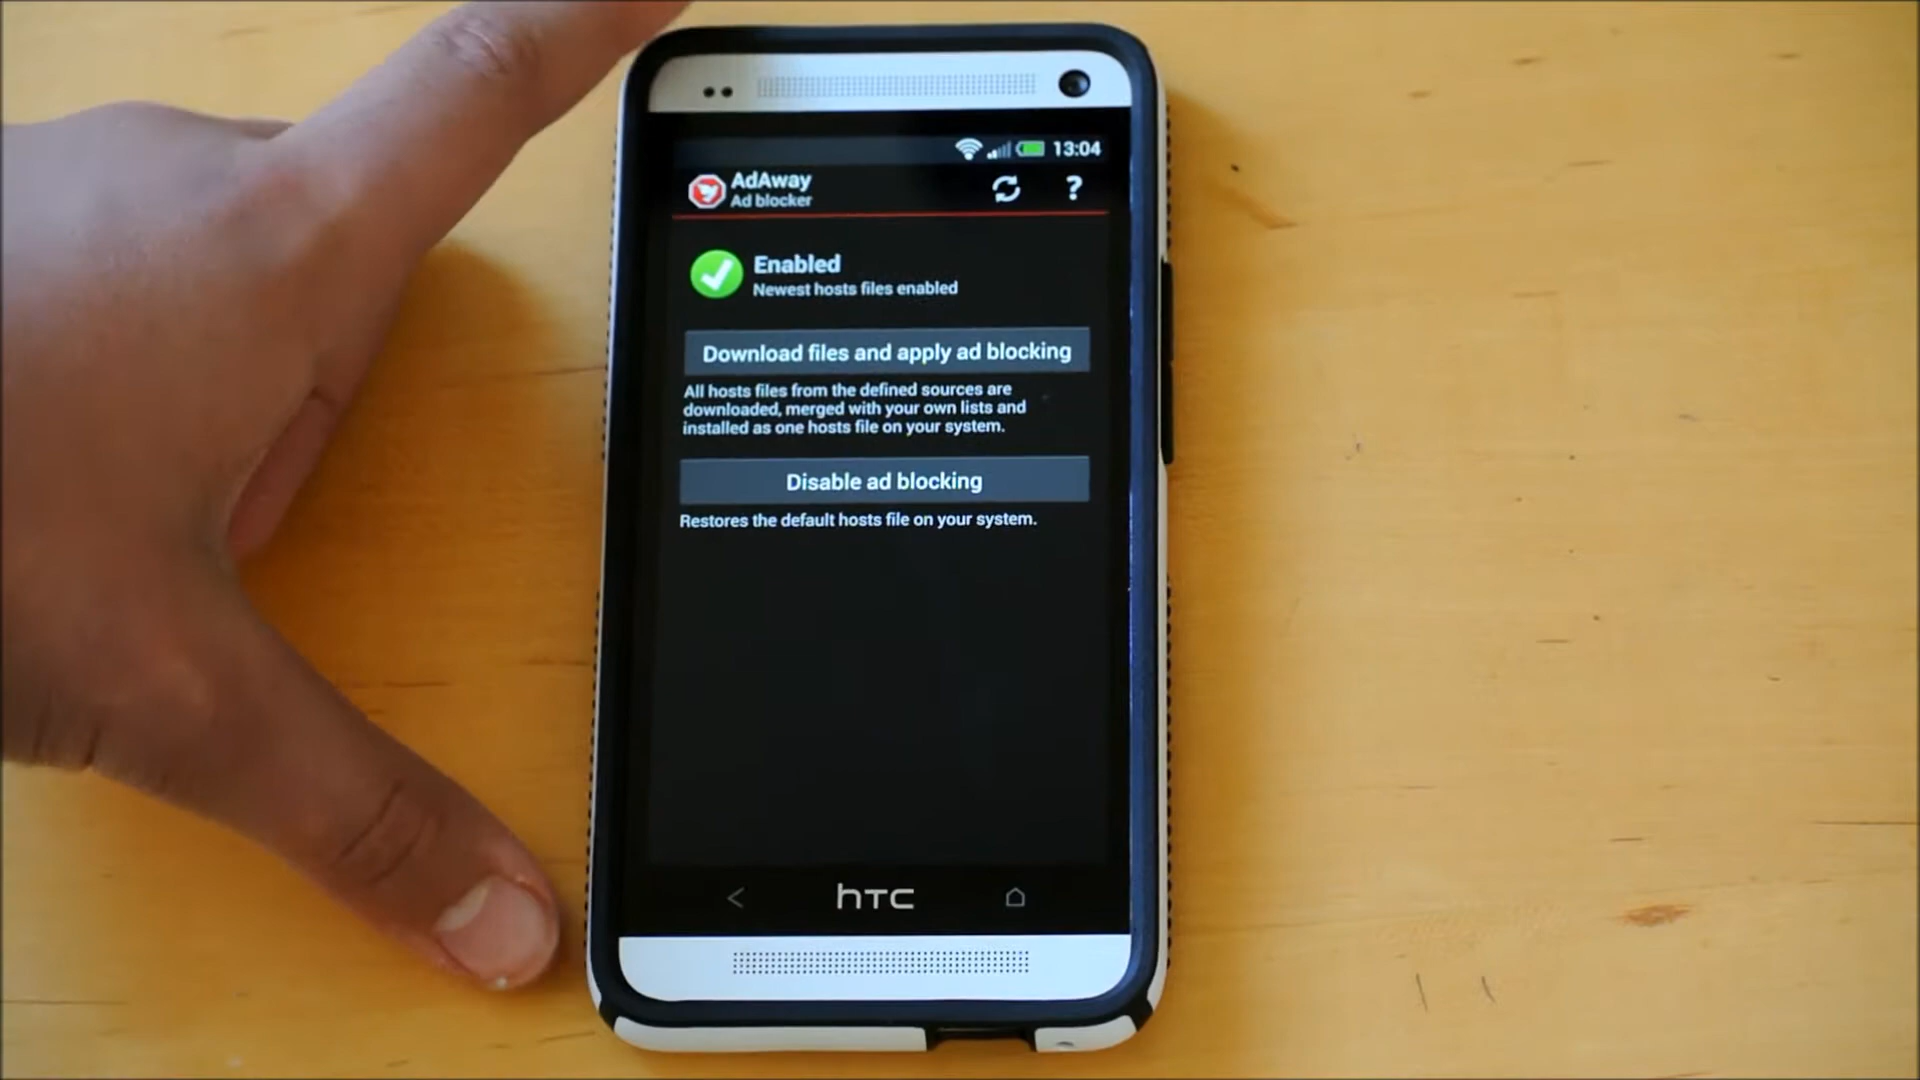 13:04
AdAway
Ad blocker
?
Enabled
Newest hosts files enabled
Download files and apply ad blocking
All hosts files from the defined sources are
downloaded, merged with your own lists and
installed as one hosts file on your system.
Disable ad blocking
Restores the default hosts file on your system.
hTC